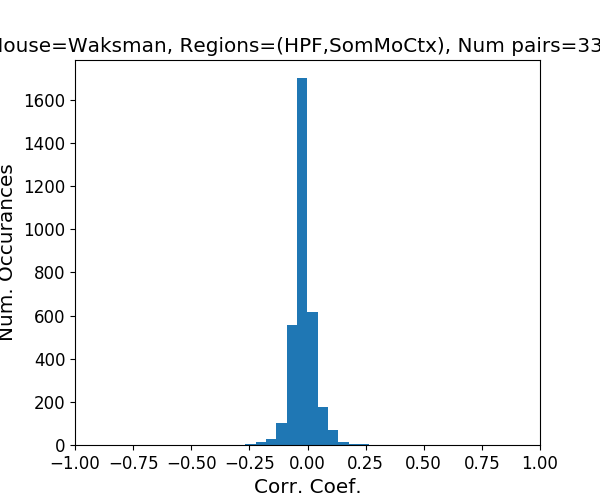 ouse=Waksman, Regions=(HPF,SomMoCtx), Num pairs=33
Num. Occurances
1600
1400
1200
1000
800
600
400
200
0
−1.00 −0.75 −0.50 −0.25 0.00 0.25 0.50 0.75 1.00
Corr. Coef.